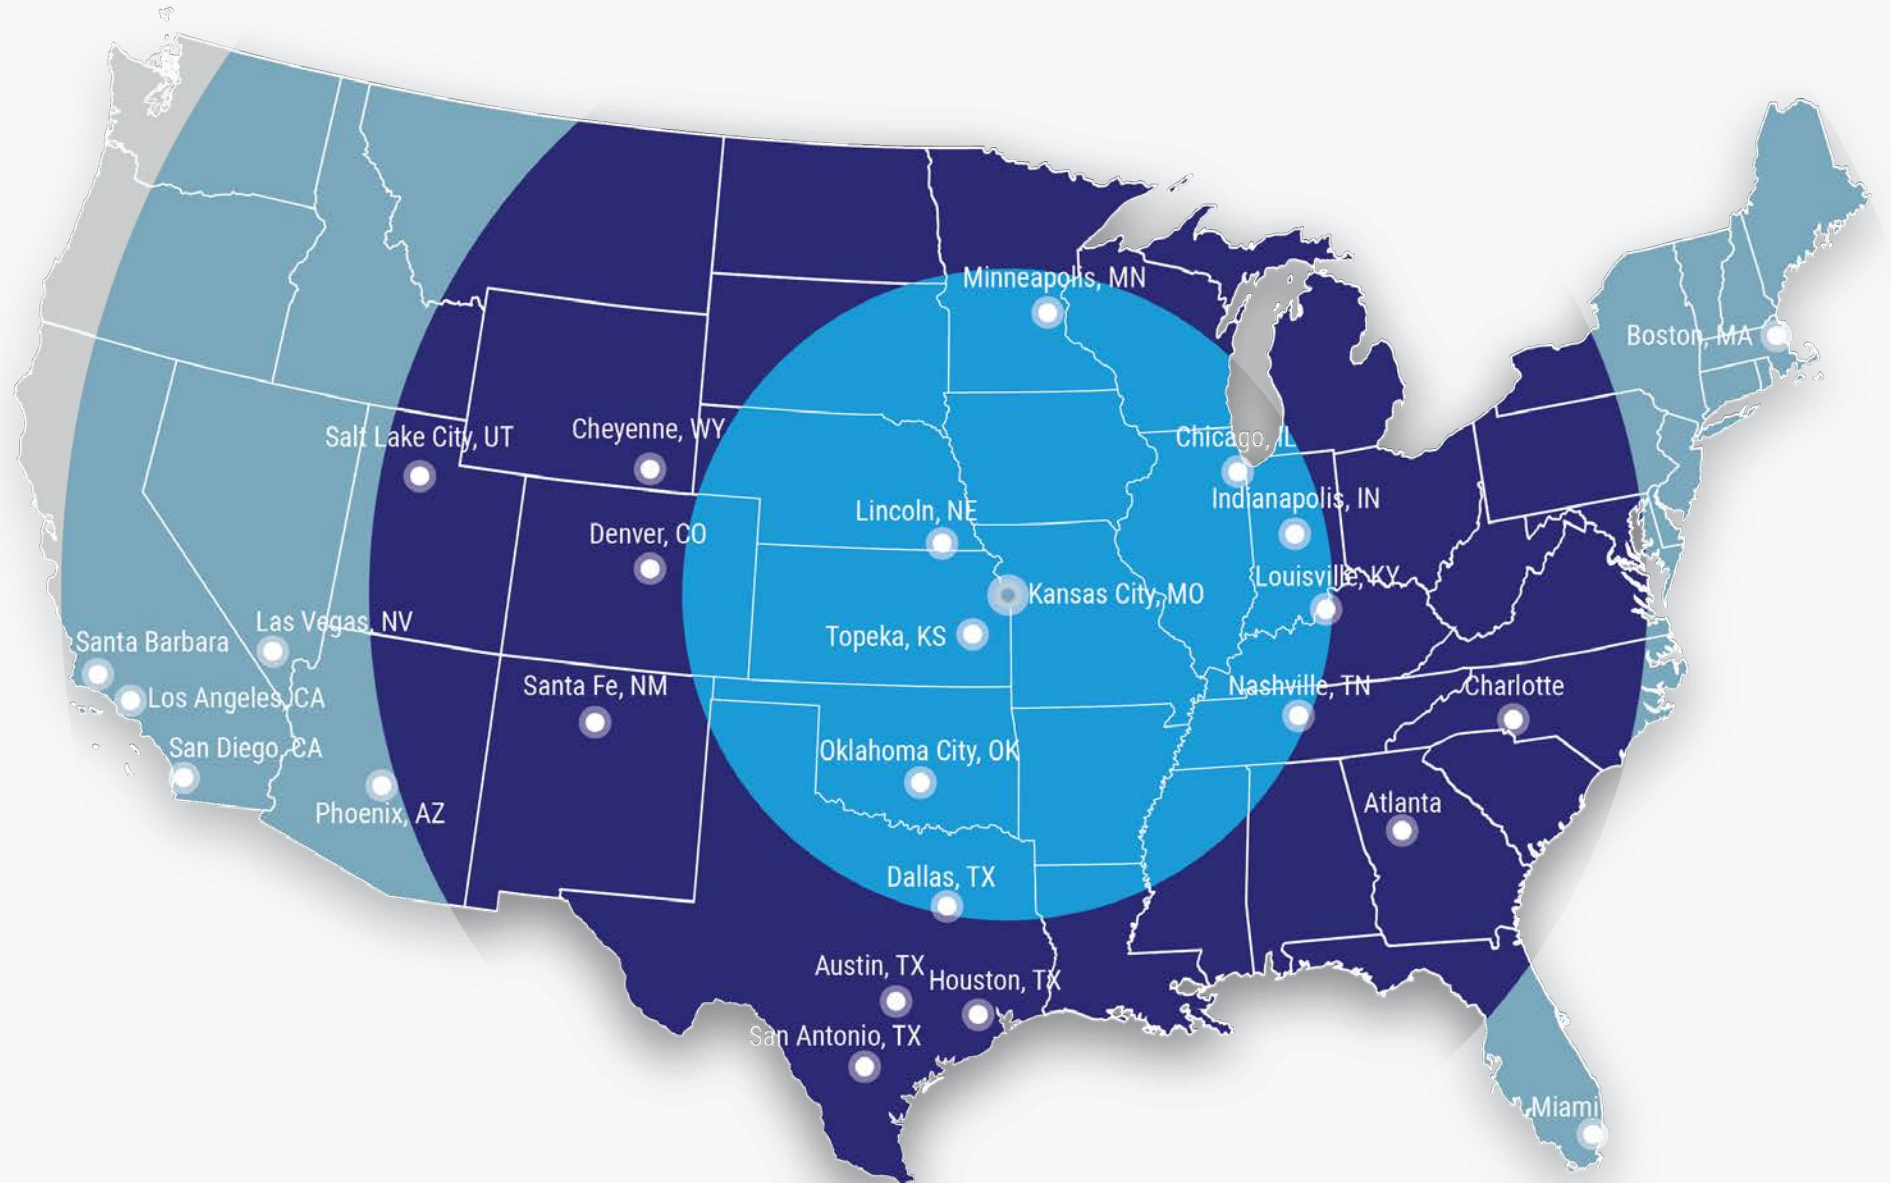 Minneapolis, MN
Boston, MA
Salt Lake City, UT
Cheyenne, WY
Chicago, IL
Lincoln, NE
Indianapolis, IN
Denver, CO
Louisville, KY
Kansas City, MO
Las Vegas, NV
Topeka, KS
Santa Barbara
Los Angeles, CA
Santa Fe, NM
Nashville, TN
Charlotte
San Diego, CA
Oklahoma City, OK
Phoenix, AZ
Atlanta
Dallas, TX
Austin, TX
Houston, TX
San Antonio, TX
Miami